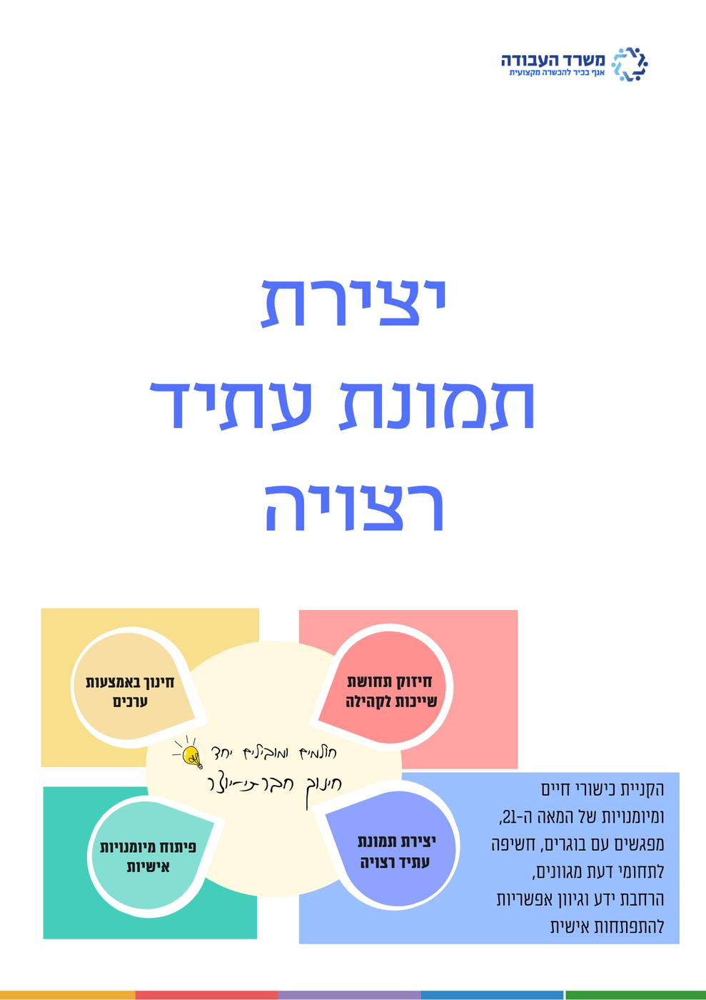 משרד העבודה
אגף בכיר להכשרה מקצועית
יצירת
תמונת עתיד
רצויה
חיזוק תחושת
שייכות לקהילה
חינוך באמצעות
ערכים
חולמים ומובילים יחד
חינוך חברתי-יוצר
יצירת תמונת
עתיד רצויה
פיתוח מיומנויות
אישיות
הקניית כישורי חיים
ומיומנויות של המאה ה-21,
מפגשים עם בוגרים, חשיפה
לתחומי דעת מגוונים,
הרחבת ידע וגיוון אפשריות
להתפתחות אישית